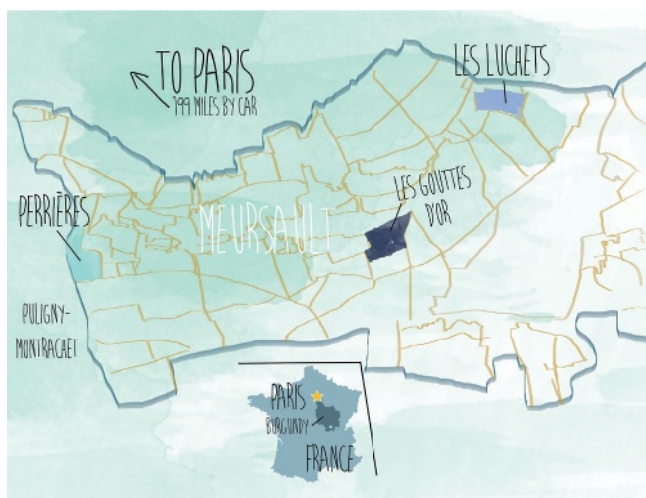 TO PARIS
199 MILES BY CAR
LES LUCHETS
PERRIÈRES
MEURSAULT
LES GOUTTES
D'OR
PULIGNY-
MONTRACHET
PARIS
BURGUNDY
FRANCE